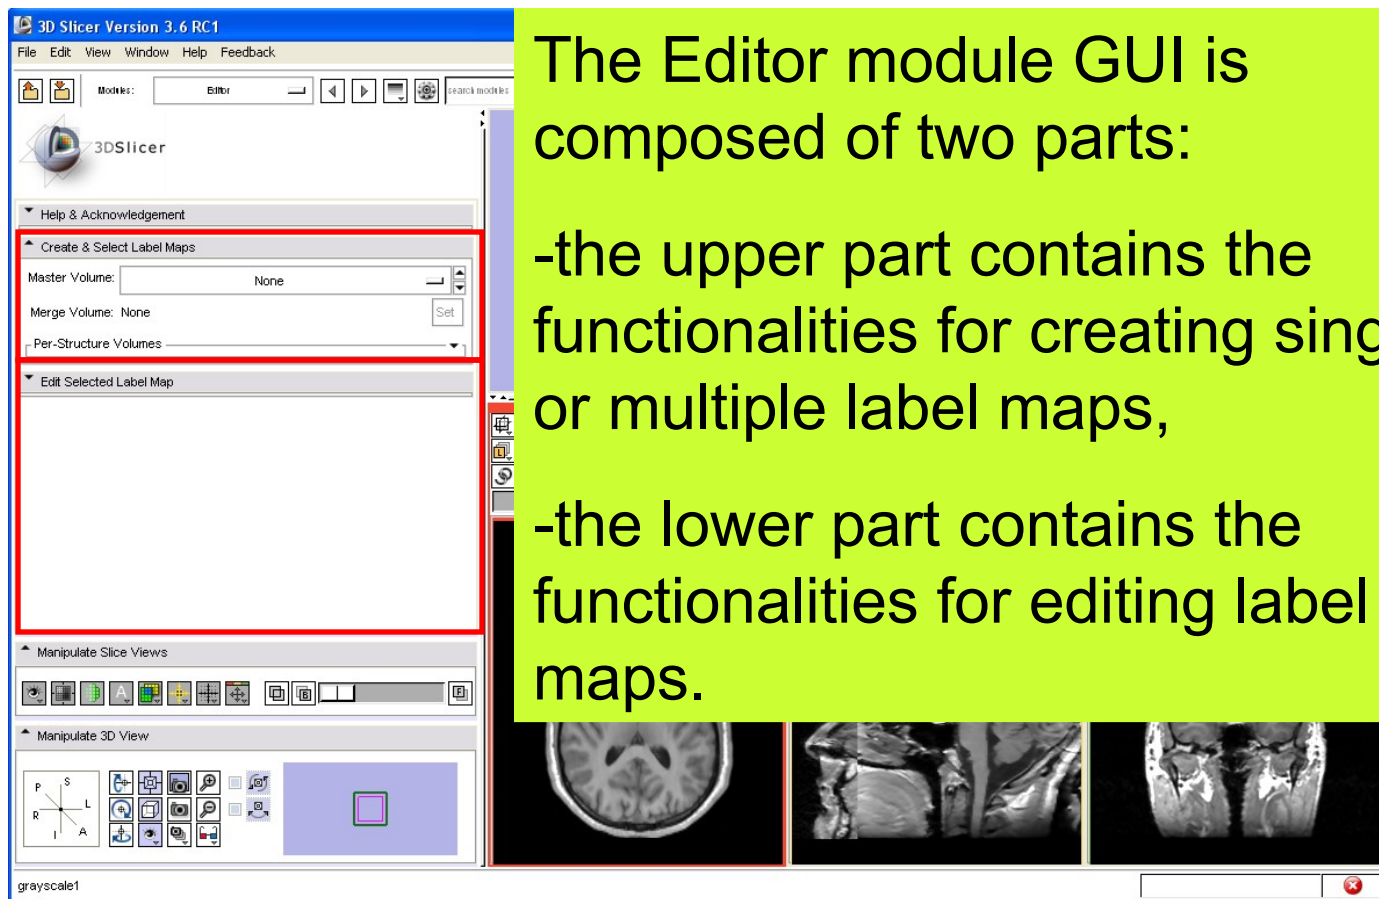 3D Slicer Version 3.6 RC1
File Edit View Window Help Feedback
Modules: Editor search modules
3DSlicer
Help & Acknowledgement
Create & Select Label Maps
Master Volume: None
Merge Volume: None Set
Per-Structure Volumes
Edit Selected Label Map
The Editor module GUI is
composed of two parts:
-the upper part contains the
functionalities for creating sing
or multiple label maps,
-the lower part contains the
functionalities for editing label
maps.
L
Manipulate Slice Views
A B F
Manipulate 3D View
P S
R L
I A
grayscale1